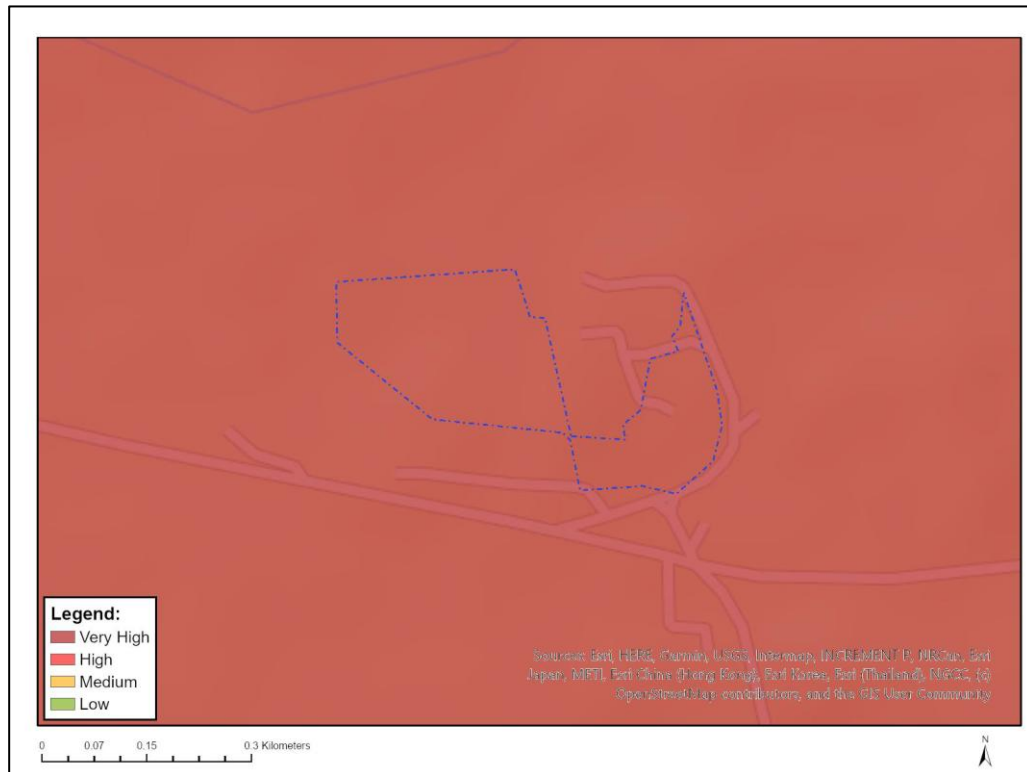 Legend:
Very High
High
Medium
Low
Sources: Esri, HERE, Garmin, USGS, Intermap, INCREMENT P, NRCan, Esri
Japan, METI, Esri China (Hong Kong), Esri Korea, Esri (Thailand), NGCC, (c)
OpenStreetMap contributors, and the GIS User Community
0 0.07 0.15 0.3 Kilometers
N